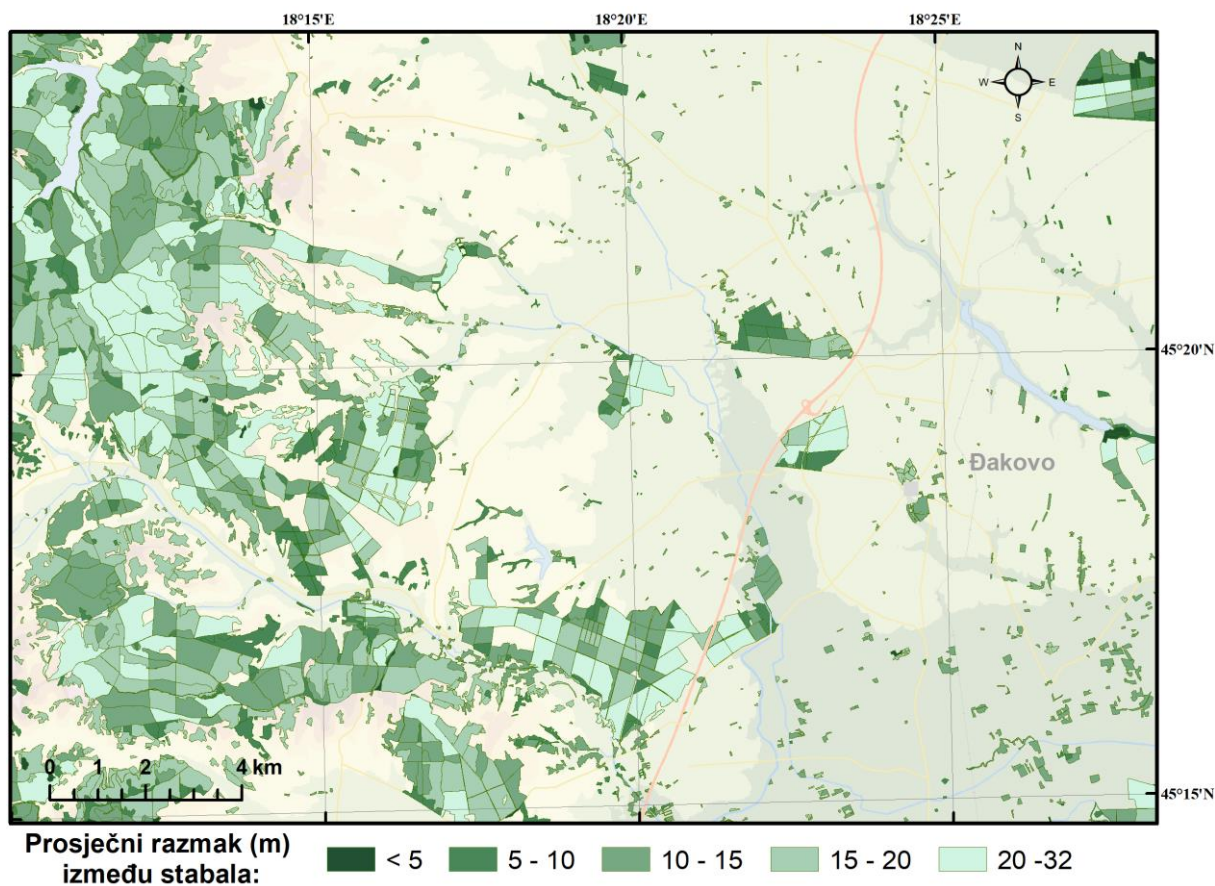 18°15'E 18°20'E 18°25'E
N
W E
S
45°20'N
Đakovo
0 1 2 4 km
45°15'N
Prosječni razmak (m)
između stabala:
< 5 5 - 10 10 - 15 15 - 20 20 -32